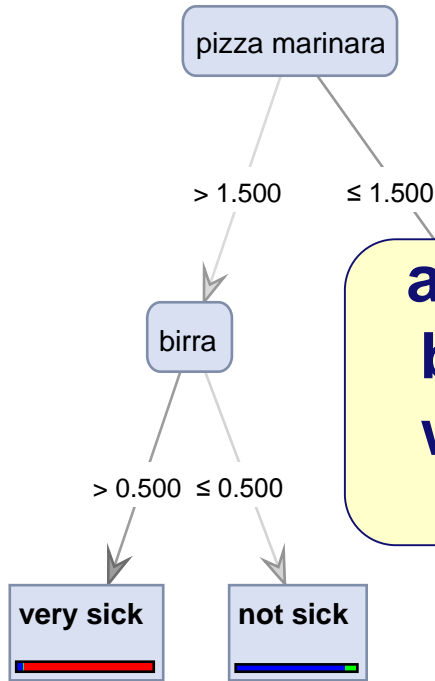 pizza marinara
> 1.500 ≤ 1.500
birra
> 0.500 ≤ 0.500
very sick not sick